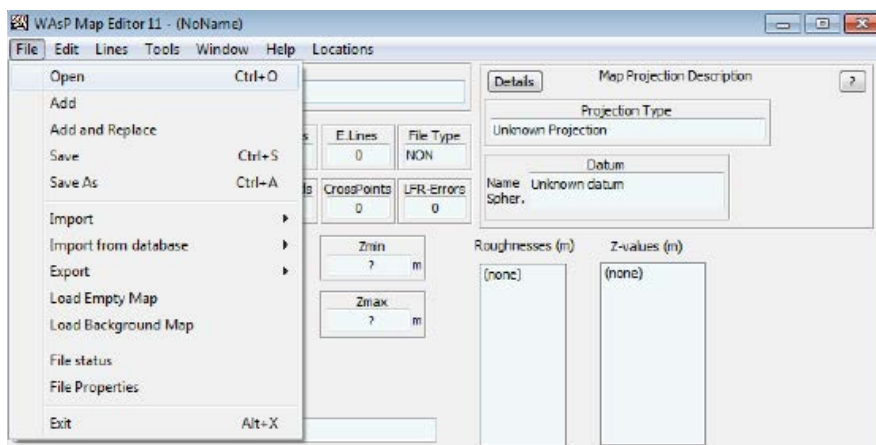 WAsP Map Editor 11 - (NoName)
File Edit Lines Tools Window Help Locations
Open Ctrl+O
Add
Add and Replace
Save Ctrl+S
Save As Ctrl+A
Import
Import from database
Export
Load Empty Map
Load Background Map
File status
File Properties
Exit Alt+X
E.Lines
0
File Type
NON
CrossPoints
0
LFR-Errors
0
Zmin
? m
Zmax
? m
Details Map Projection Description ?
Projection Type
Unknown Projection
Datum
Name Unknown datum
Spher.
Roughnesses (m)
(none)
Z-values (m)
(none)